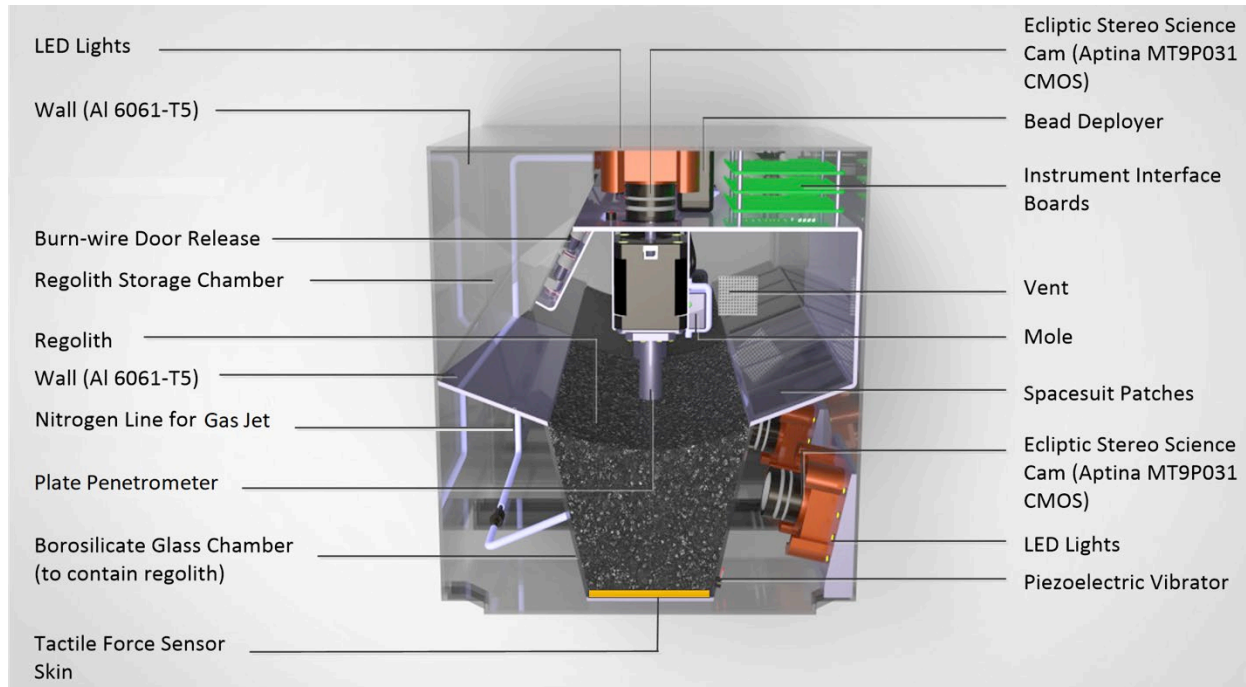 LED Lights
Wall (Al 6061-T5)
Burn-wire Door Release
Regolith Storage Chamber
Regolith
Wall (Al 6061-T5)
Nitrogen Line for Gas Jet
Plate Penetrometer
Borosilicate Glass Chamber
(to contain regolith)
Tactile Force Sensor
Skin
Ecliptic Stereo Science
Cam (Aptina MT9P031
CMOS)
Bead Deployer
Instrument Interface
Boards
Vent
Mole
Spacesuit Patches
Ecliptic Stereo Science
Cam (Aptina MT9P031
CMOS)
LED Lights
Piezoelectric Vibrator